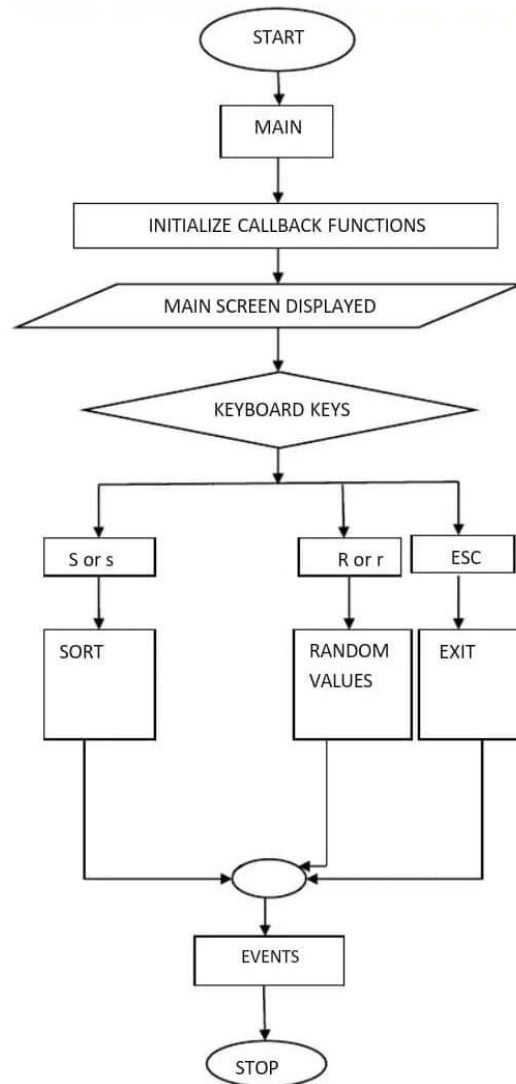 START
MAIN
INITIALIZE CALLBACK FUNCTIONS
MAIN SCREEN DISPLAYED
KEYBOARD KEYS
S or s
R or r
ESC
SORT
RANDOM
VALUES
EXIT
EVENTS
STOP